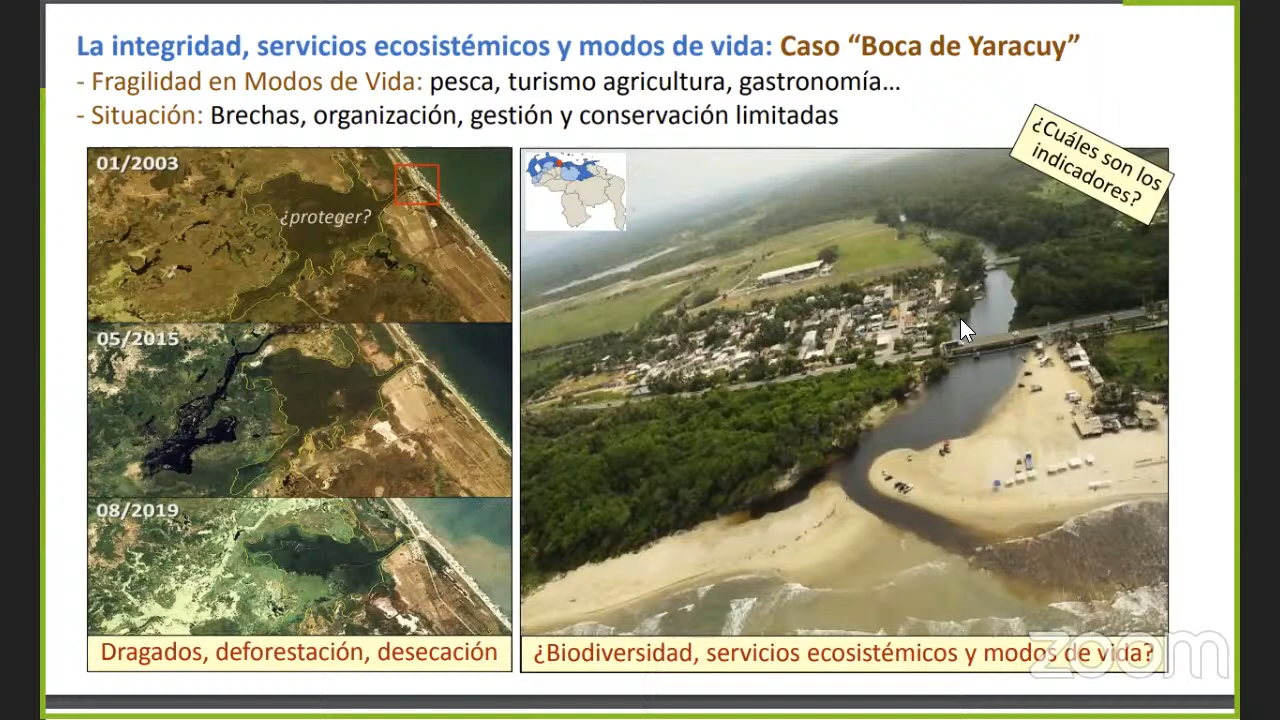 La integridad, servicios ecosistémicos y modos de vida: Caso “Boca de Yaracuy”
- Fragilidad en Modos de Vida: pesca, turismo agricultura, gastronomía...
- Situación: Brechas, organización, gestión y conservación limitadas
¿Cuáles son los
indicadores?
01/2003
¿proteger?
05/2015
08/2019
Dragados, deforestación, desecación
¿Biodiversidad, servicios ecosistémicos y modos de vida?
zoom